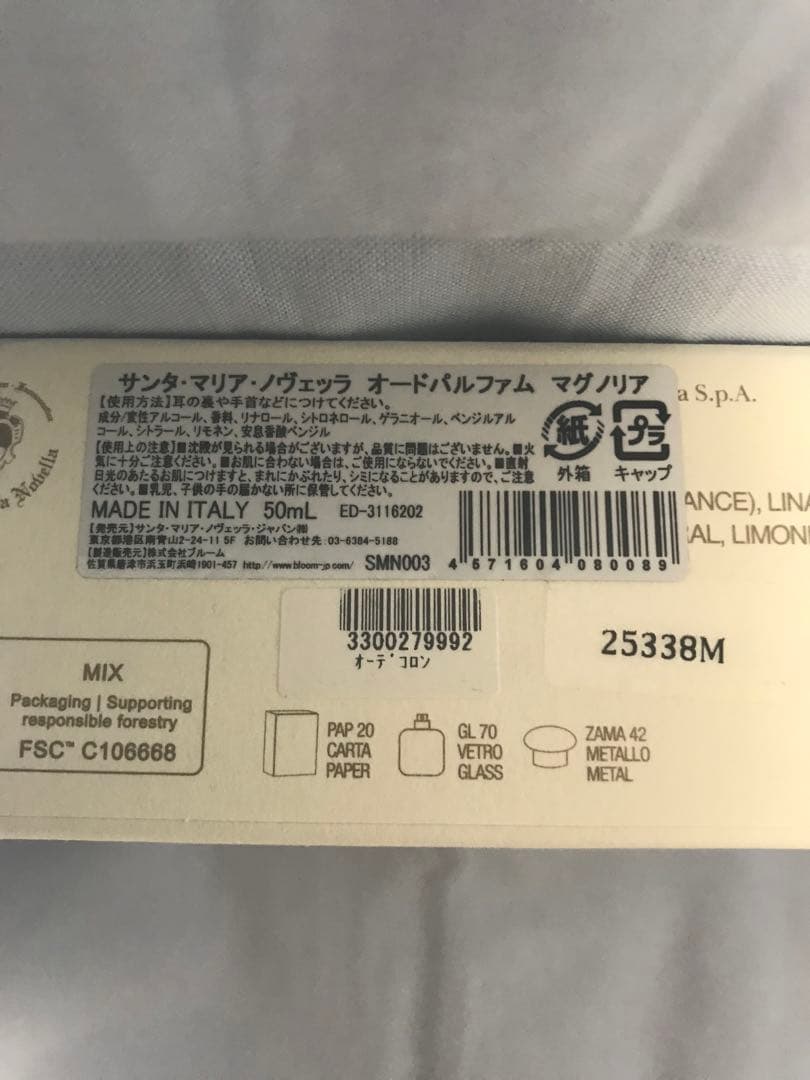 サンタ・マリア・ノヴェッラ オードパルファム マグノリア
【使用方法】耳の裏や手首などにつけてください。
成分/変性アルコール、香料、リナロール、シトロネロール、ゲラニオール、ベンジルアル
コール、シトラール、リモネン、安息香酸ベンジル
【使用上の注意】■沈殿が見られる場合がございますが、品質に問題はございません。■火
気に十分ご注意ください。■お肌に合わない場合は、ご使用にならないでください。■直射
日光のあたるお肌につけますと、まれにかぶれたり、シミになることがありますので、ご注意
ください。■乳児、子供の手の届かない所に保管してください。
紙 プラ
外箱 キャップ
MADE IN ITALY 50mL ED-3116202
【発売元】サンタ・マリア・ノヴェッラ・ジャパン㈱
東京都港区南青山2-24-11 5F お問い合わせ先:03-6384-5188
【製造販売元】株式会社ブルーム
佐賀県唐津市浜玉町浜崎1901-457 http://www.bloom-jp.com/ SMN003
4 571604 080089
a S.p.A.
ANCE), LINA
RAL, LIMON
a Novella
3300279992
オーデコロン
25338M
MIX
Packaging | Supporting
responsible forestry
FSC™ C106668
PAP 20
CARTA
PAPER
GL 70
VETRO
GLASS
ZAMA 42
METALLO
METAL